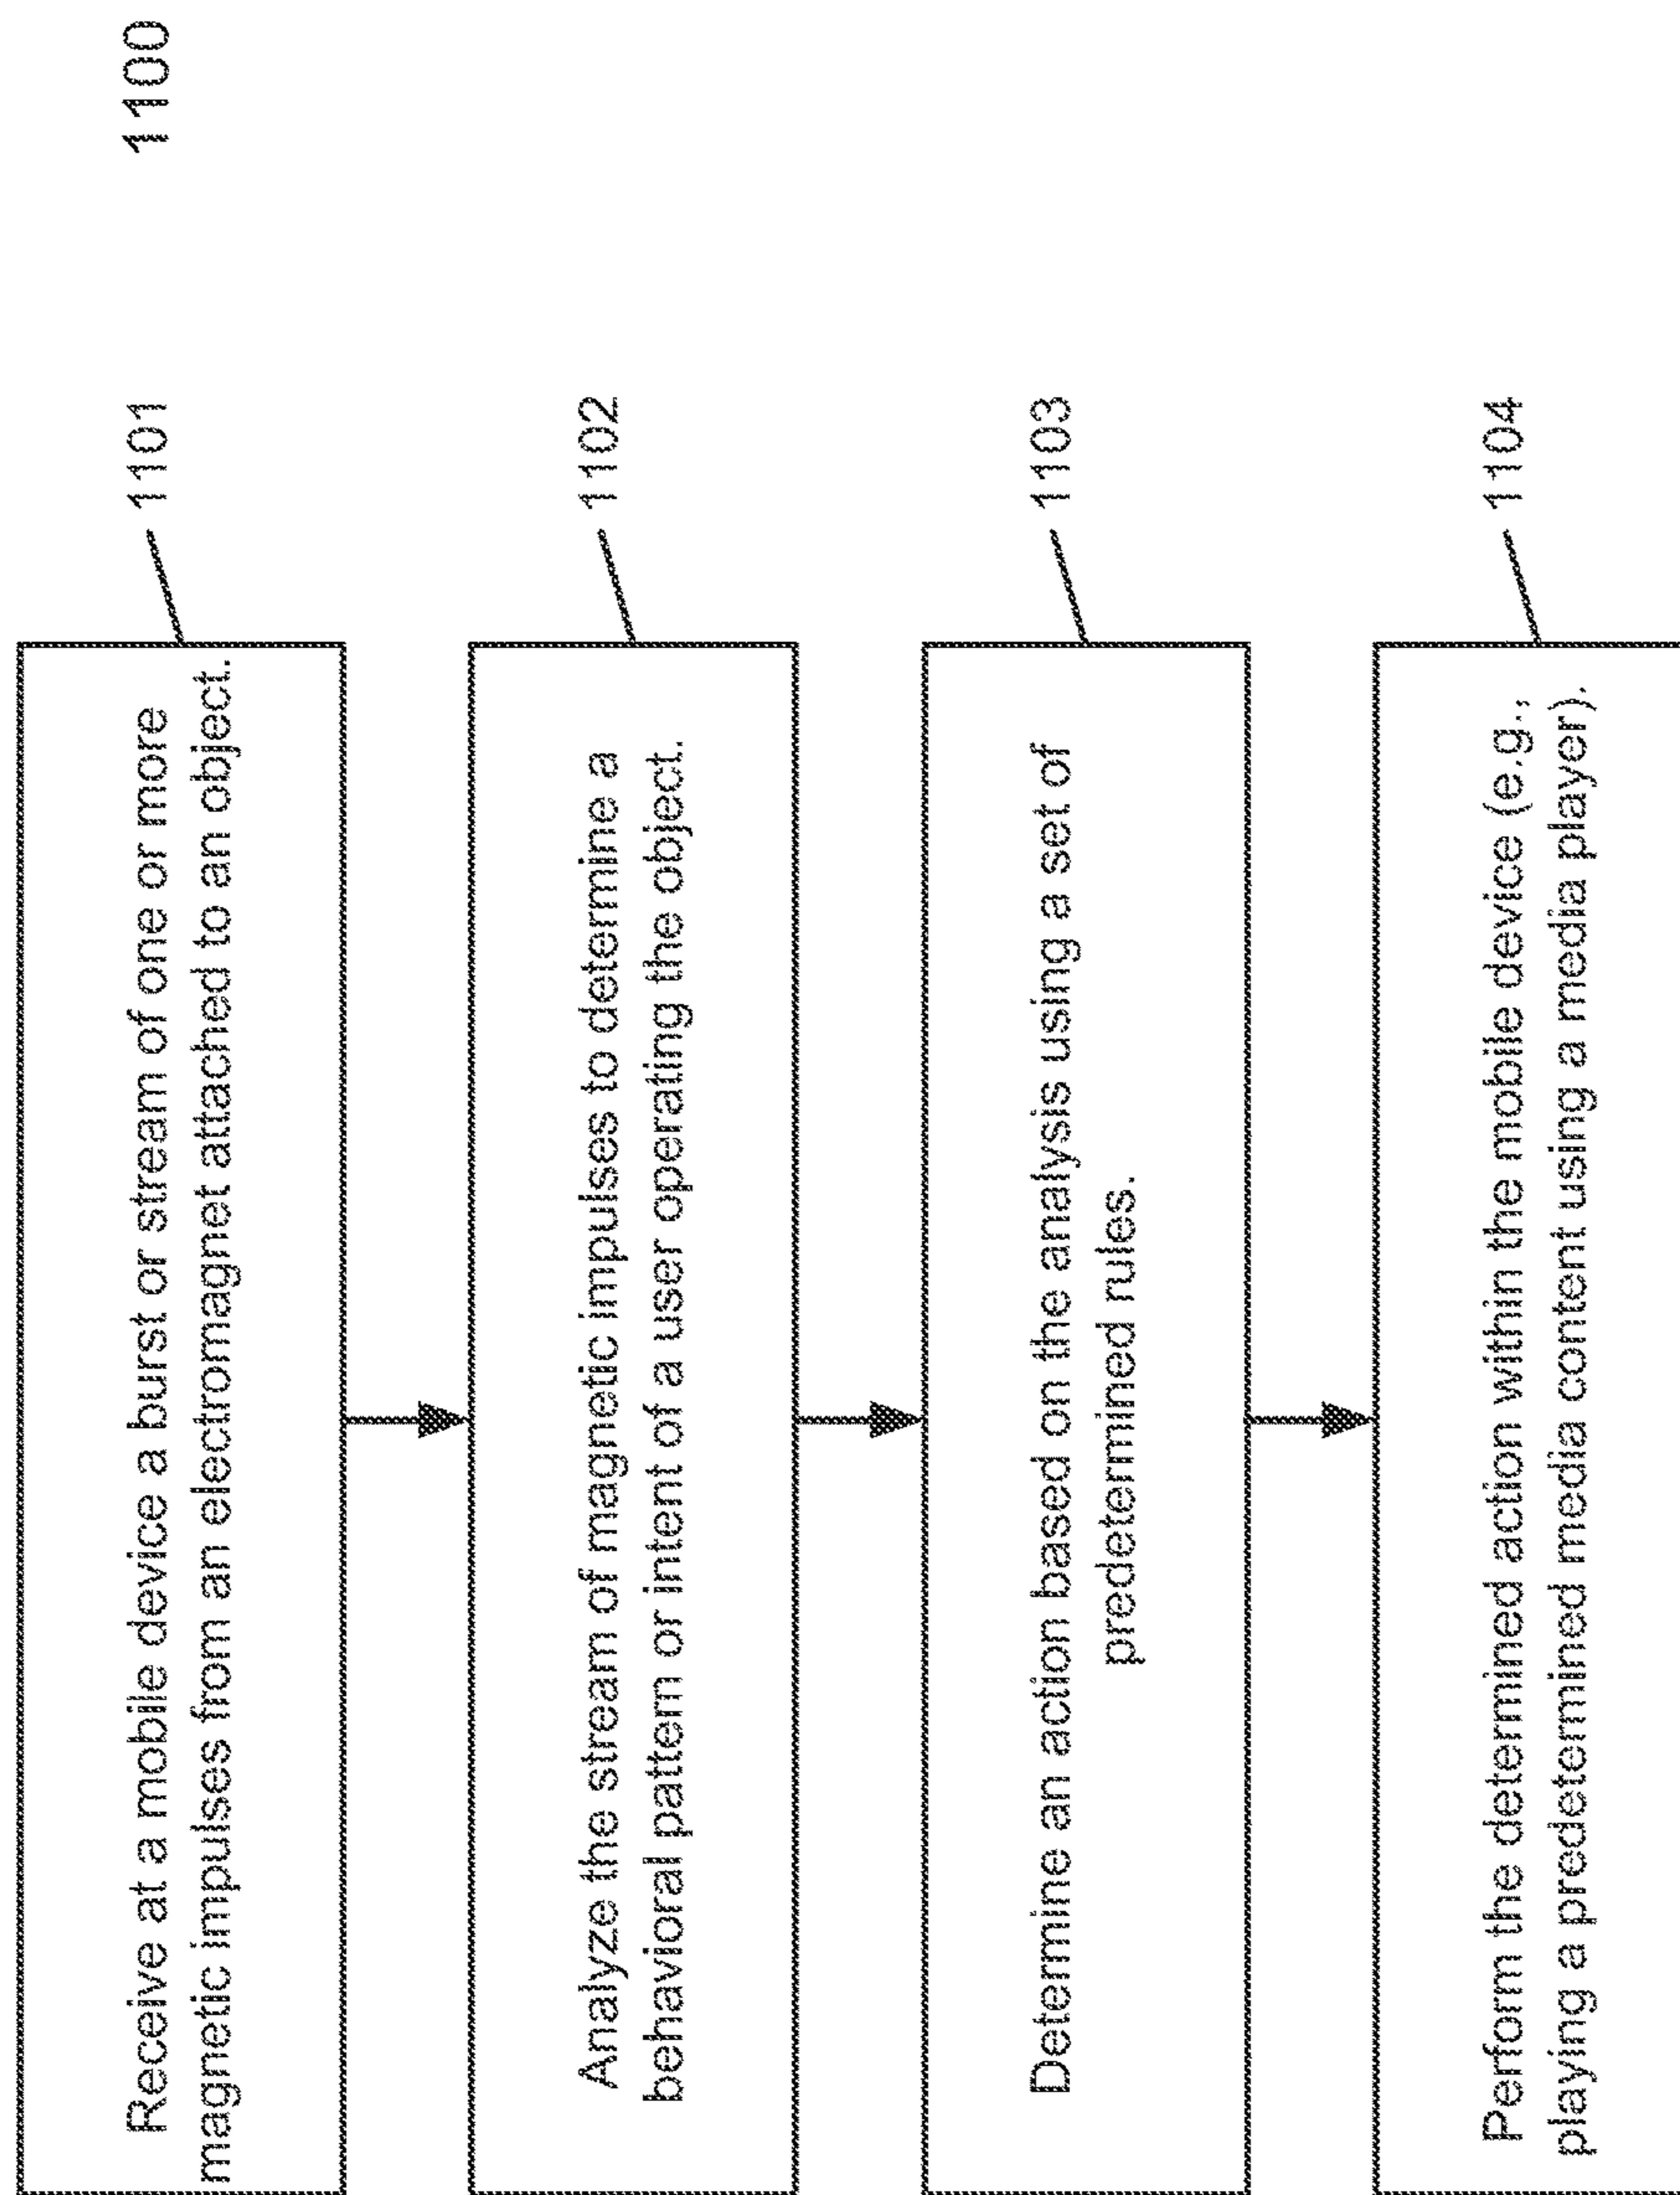 1100
Receive at a mobile device a burst or stream of one or more
magnetic impulses from an electromagnet attached to an object.
1101
Analyze the stream of magnetic impulses to determine a
behavioral pattern or intent of a user operating the object.
1102
Determine an action based on the analysis using a set of
predetermined rules.
1103
Perform the determined action within the mobile device (e.g.,
playing a predetermined media content using a media player).
1104